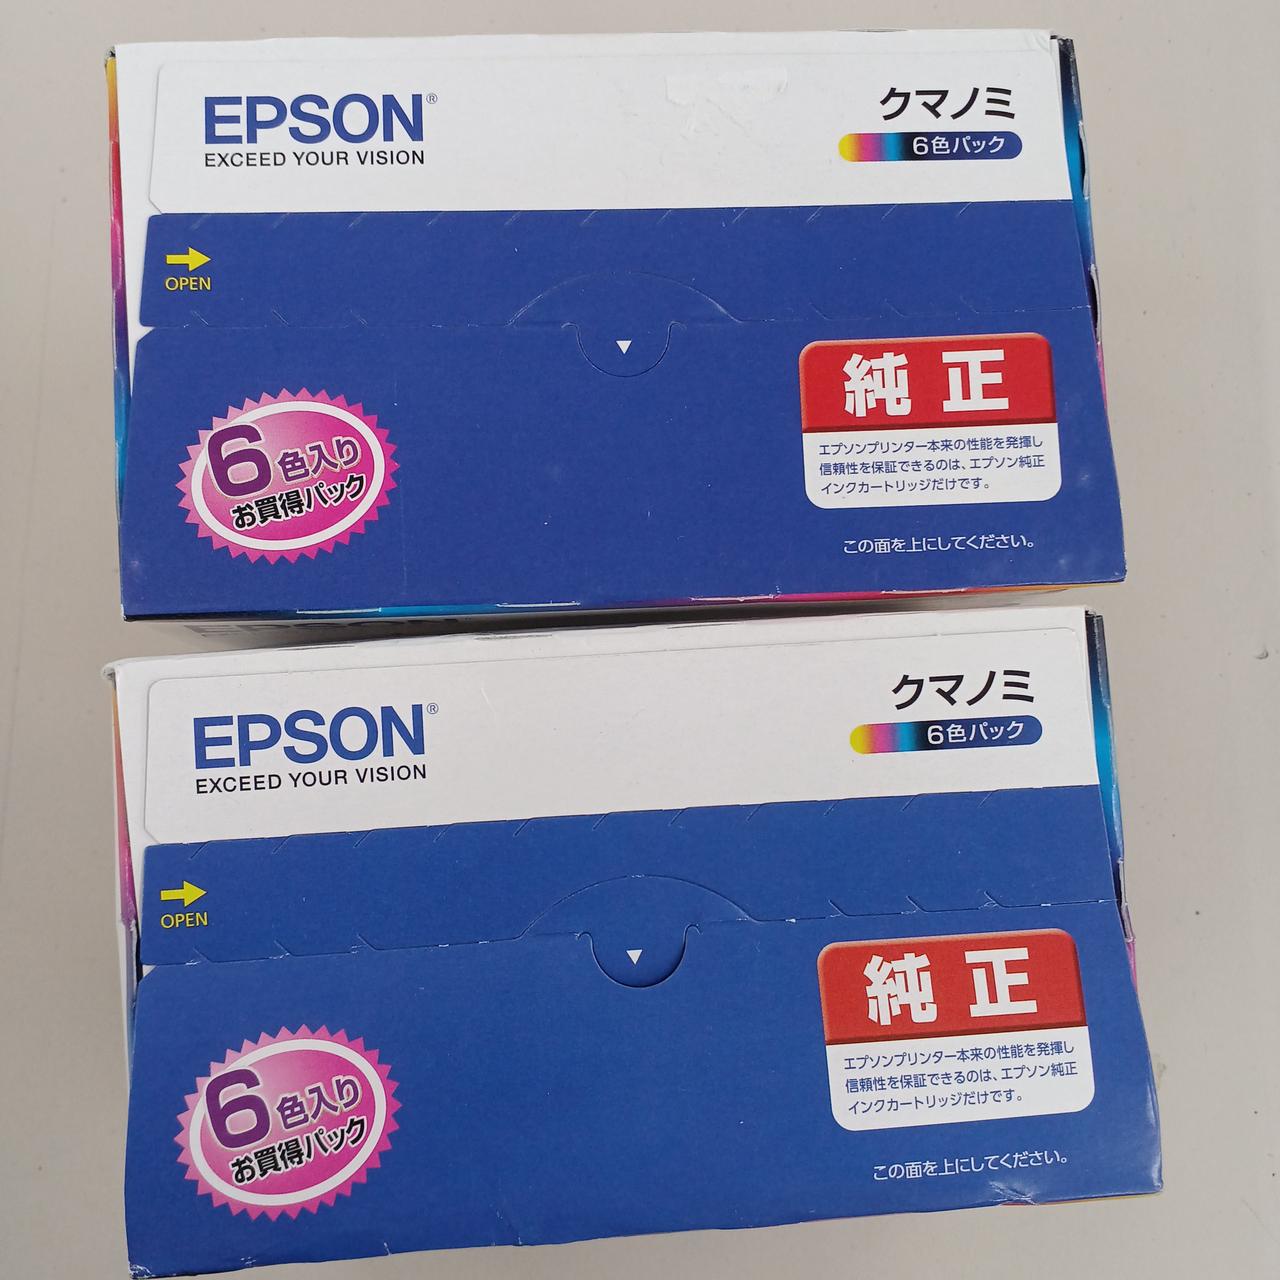 EPSON®
EXCEED YOUR VISION
クマノミ
6色パック
OPEN
純正
エプソンプリンター本来の性能を発揮し
信頼性を保証できるのは、エプソン純正
インクカートリッジだけです。
6色入り
お買得パック
この面を上にしてください。
EPSON
EPSON®
EXCEED YOUR VISION
クマノミ
6色パック
OPEN
純正
エプソンプリンター本来の性能を発揮し
信頼性を保証できるのは、エプソン純正
インクカートリッジだけです。
6色入り
お買得パック
この面を上にしてください。